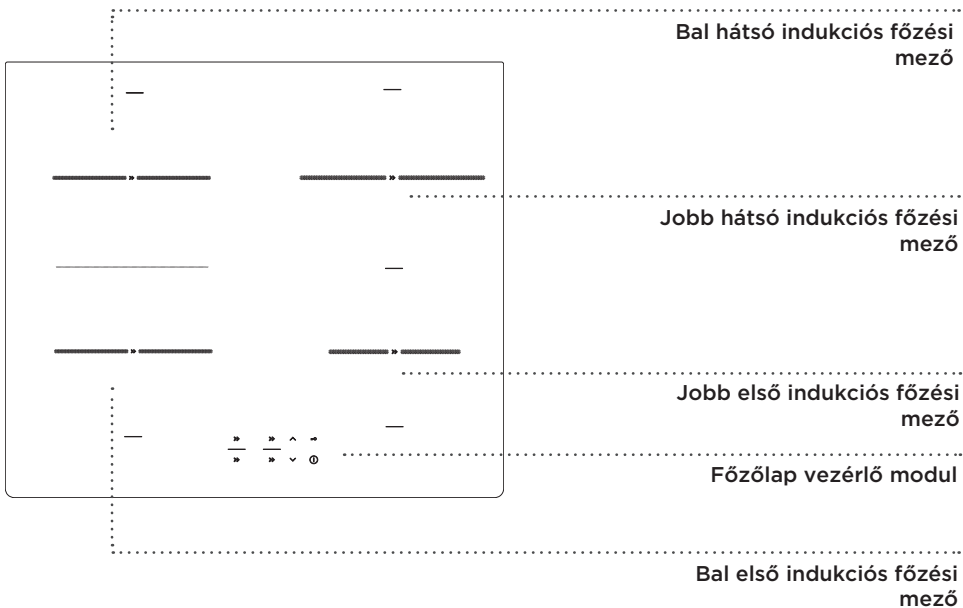 Bal hátsó indukciós főzési
mező
Jobb hátsó indukciós főzési
mező
Jobb első indukciós főzési
mező
Főzőlap vezérlő modul
Bal első indukciós főzési
mező